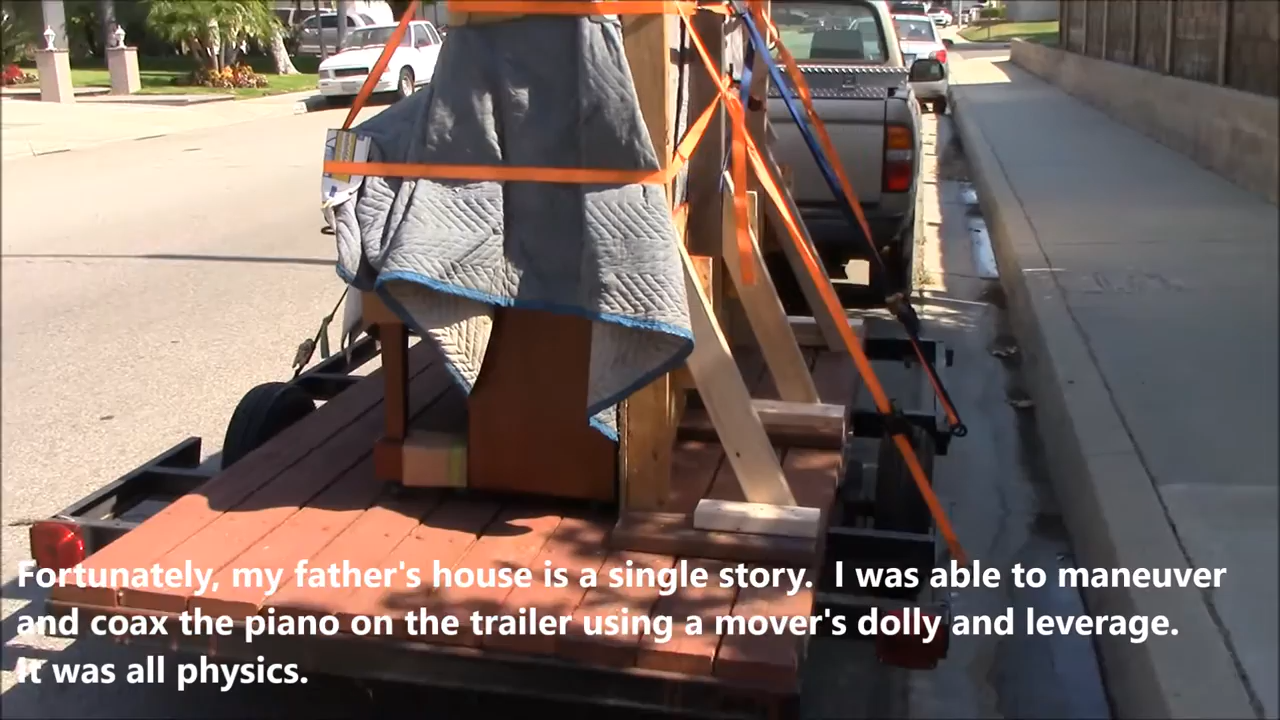 Fortunately, my father's house is a single story.  I was able to maneuver
and coax the piano on the trailer using a mover's dolly and leverage.
It was all physics.